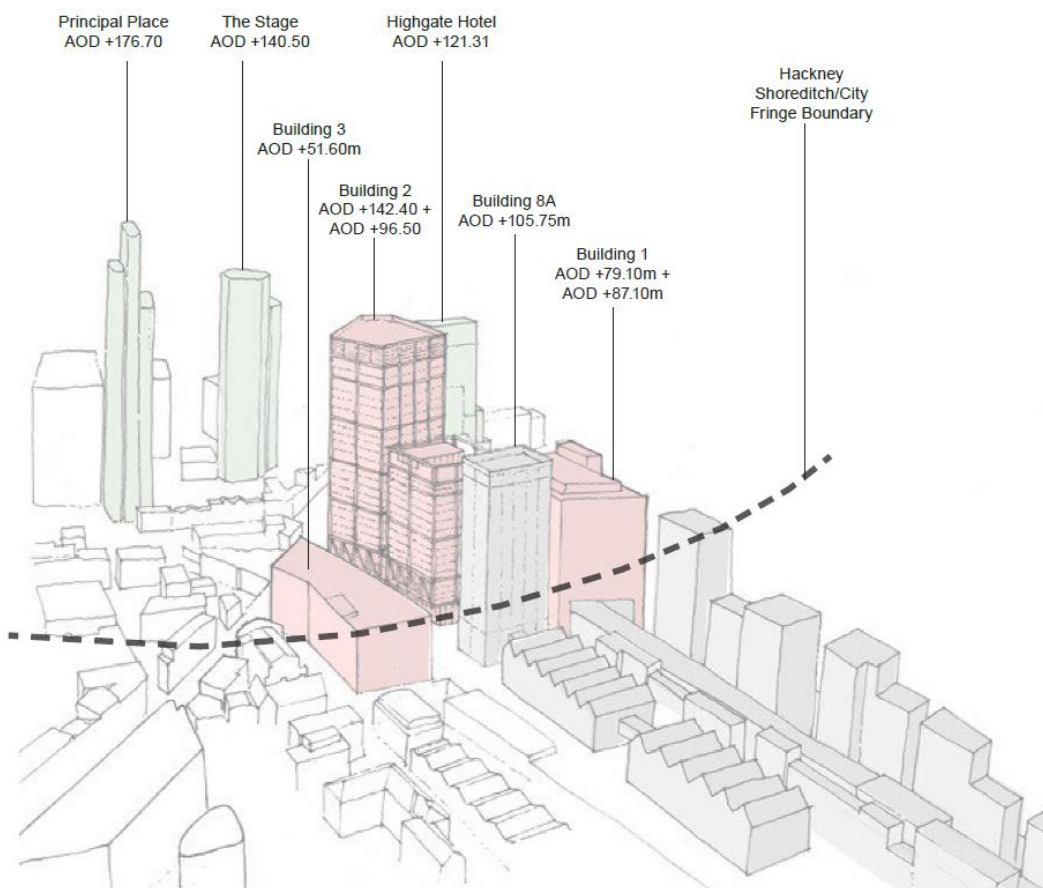 Principal Place
AOD +176.70
The Stage
AOD +140.50
Highgate Hotel
AOD +121.31
Hackney
Shoreditch/City
Fringe Boundary
Building 3
AOD +51.60m
Building 2
AOD +142.40 +
AOD +96.50
Building 8A
AOD +105.75m
Building 1
AOD +79.10m +
AOD +87.10m